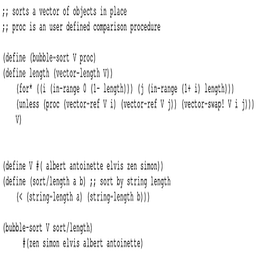 ;; sorts a vector of objects in place
;; proc is an user defined comparison procedure
(define (bubble-sort V proc)
(define length (vector-length V))
(for* ((i (in-range 0 (1- length))) (j (in-range (1+ i) length)))
(unless (proc (vector-ref V i) (vector-ref V j)) (vector-swap! V i j)))
V)
(define V #( albert antoinette elvis zen simon))
(define (sort/length a b) ;; sort by string length
(< (string-length a) (string-length b)))
(bubble-sort V sort/length)
#(zen simon elvis albert antoinette)